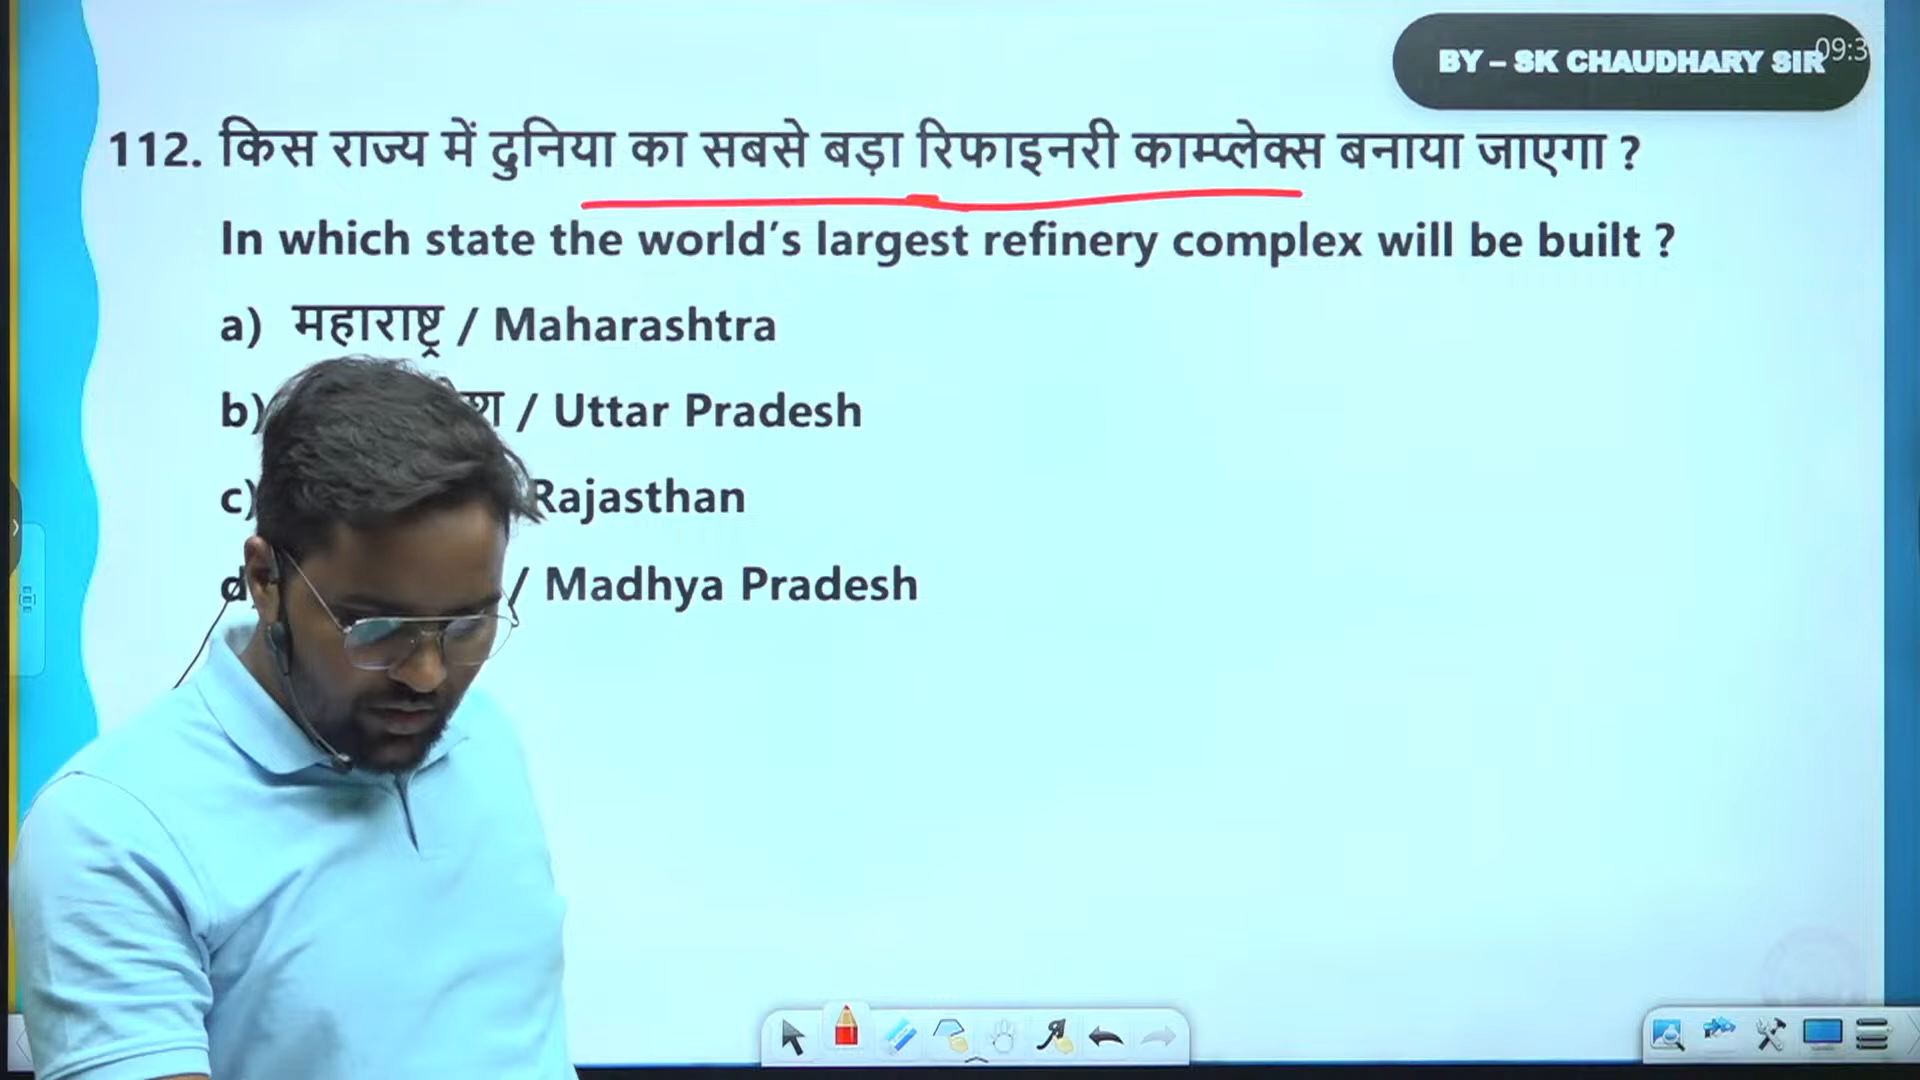 BY – SK CHAUDHARY SIR
09:3
112. किस राज्य में दुनिया का सबसे बड़ा रिफाइनरी काम्प्लेक्स बनाया जाएगा ?
In which state the world's largest refinery complex will be built ?
a) महाराष्ट्र / Maharashtra
b) / Uttar Pradesh
c) Rajasthan
d / Madhya Pradesh